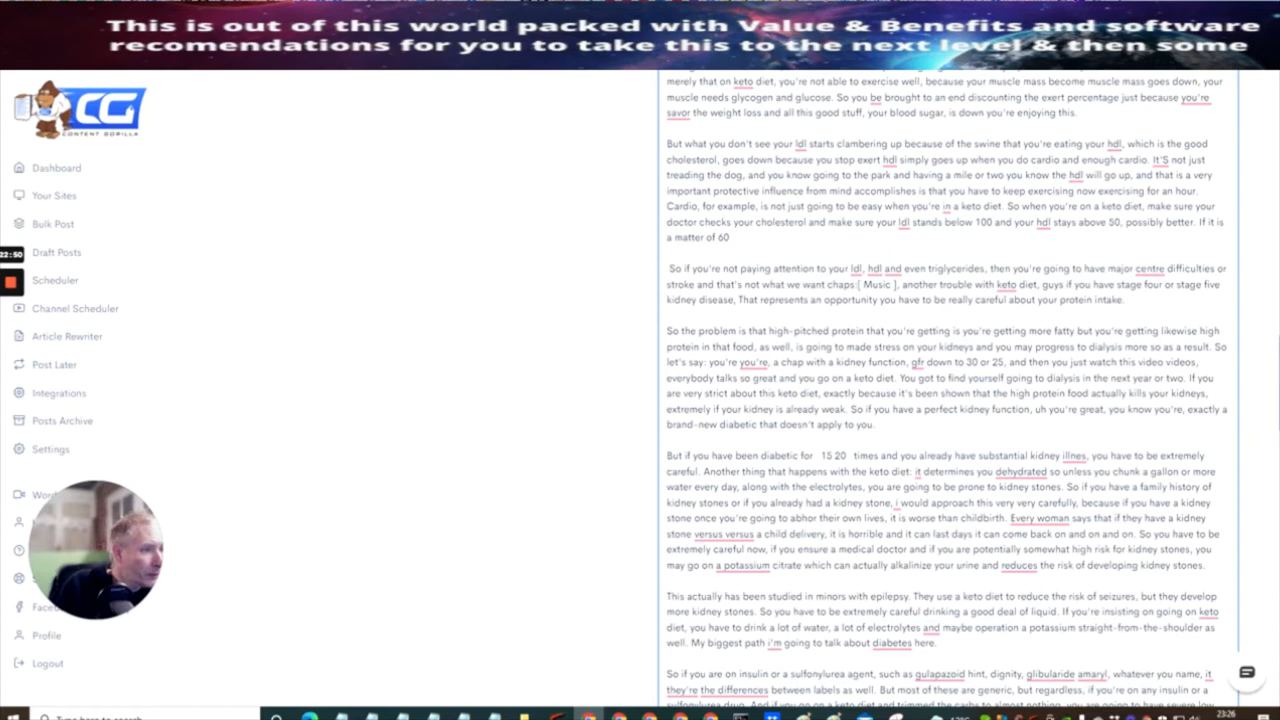 This is out of this world packed with Value & Benefits and software
recomendations for you to take this to the next level & then some
CG
CONTENT GORILLA
Dashboard
Your Sites
Bulk Post
Draft Posts
22:50
Scheduler
Channel Scheduler
Article Rewriter
Post Later
Integrations
Posts Archive
Settings
Profile
Logout
merely that on keto diet, you're not able to exercise well, because your muscle mass become muscle mass goes down, your
muscle needs glycogen and glucose. So you be brought to an end discounting the exert percentage just because you're
savor the weight loss and all this good stuff, your blood sugar, is down you're enjoying this.
But what you don't see your ldl starts clambering up because of the swine that you're eating your hdl, which is the good
cholesterol, goes down because you stop exert hdl simply goes up when you do cardio and enough cardio. It'S not just
treading the dog, and you know going to the park and having a mile or two you know the hdl will go up, and that is a very
important protective influence from mind accomplishes is that you have to keep exercising now exercising for an hour.
Cardio, for example, is not just going to be easy when you're in a keto diet. So when you're on a keto diet, make sure your
doctor checks your cholesterol and make sure your ldl stands below 100 and your hdl stays above 50, possibly better. If it is
a matter of 60
So if you're not paying attention to your ldl, hdl and even triglycerides, then you're going to have major centre difficulties or
stroke and that's not what we want chaps:[ Music ], another trouble with keto diet, guys if you have stage four or stage five
kidney disease, That represents an opportunity you have to be really careful about your protein intake.
So the problem is that high-pitched protein that you're getting is you're getting more fatty but you're getting likewise high
protein in that food, as well, is going to made stress on your kidneys and you may progress to dialysis more so as a result. So
let's say: you're you're, a chap with a kidney function, gfr down to 30 or 25, and then you just watch this video videos,
everybody talks so great and you go on a keto diet. You got to find yourself going to dialysis in the next year or two. If you
are very strict about this keto diet, exactly because it's been shown that the high protein food actually kills your kidneys,
extremely if your kidney is already weak. So if you have a perfect kidney function, uh you're great, you know you're, exactly a
brand-new diabetic that doesn't apply to you.
But if you have been diabetic for 15 20 times and you already have substantial kidney illnes, you have to be extremely
careful. Another thing that happens with the keto diet: it determines you dehydrated so unless you chunk a gallon or more
water every day, along with the electrolytes, you are going to be prone to kidney stones. So if you have a family history of
kidney stones or if you already had a kidney stone, i would approach this very very carefully, because if you have a kidney
stone once you're going to abhor their own lives, it is worse than childbirth. Every woman says that if they have a kidney
stone versus versus a child delivery, it is horrible and it can last days it can come back on and on and on. So you have to be
extremely careful now, if you ensure a medical doctor and if you are potentially somewhat high risk for kidney stones, you
may go on a potassium citrate which can actually alkalinize your urine and reduces the risk of developing kidney stones.
This actually has been studied in minors with epilepsy. They use a keto diet to reduce the risk of seizures, but they develop
more kidney stones. So you have to be extremely careful drinking a good deal of liquid. If you're insisting on going on keto
diet, you have to drink a lot of water, a lot of electrolytes and maybe operation a potassium straight-from-the-shoulder as
well. My biggest path i'm going to talk about diabetes here.
So if you are on insulin or a sulfonylurea agent, such as gulapazoid hint, dignity, glibularide amaryl, whatever you name, it
they're the differences between labels as well. But most of these are generic, but regardless, if you're on any insulin or a
23:26